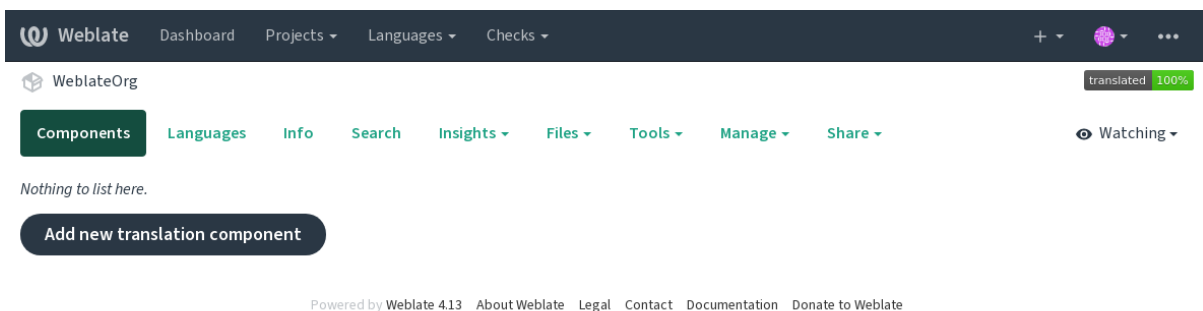 Weblate Dashboard Projects Languages Checks
WeblateOrg translated 100%
Components Languages Info Search Insights Files Tools Manage Share Watching
Nothing to list here.
Add new translation component
Powered by Weblate 4.13 About Weblate Legal Contact Documentation Donate to Weblate